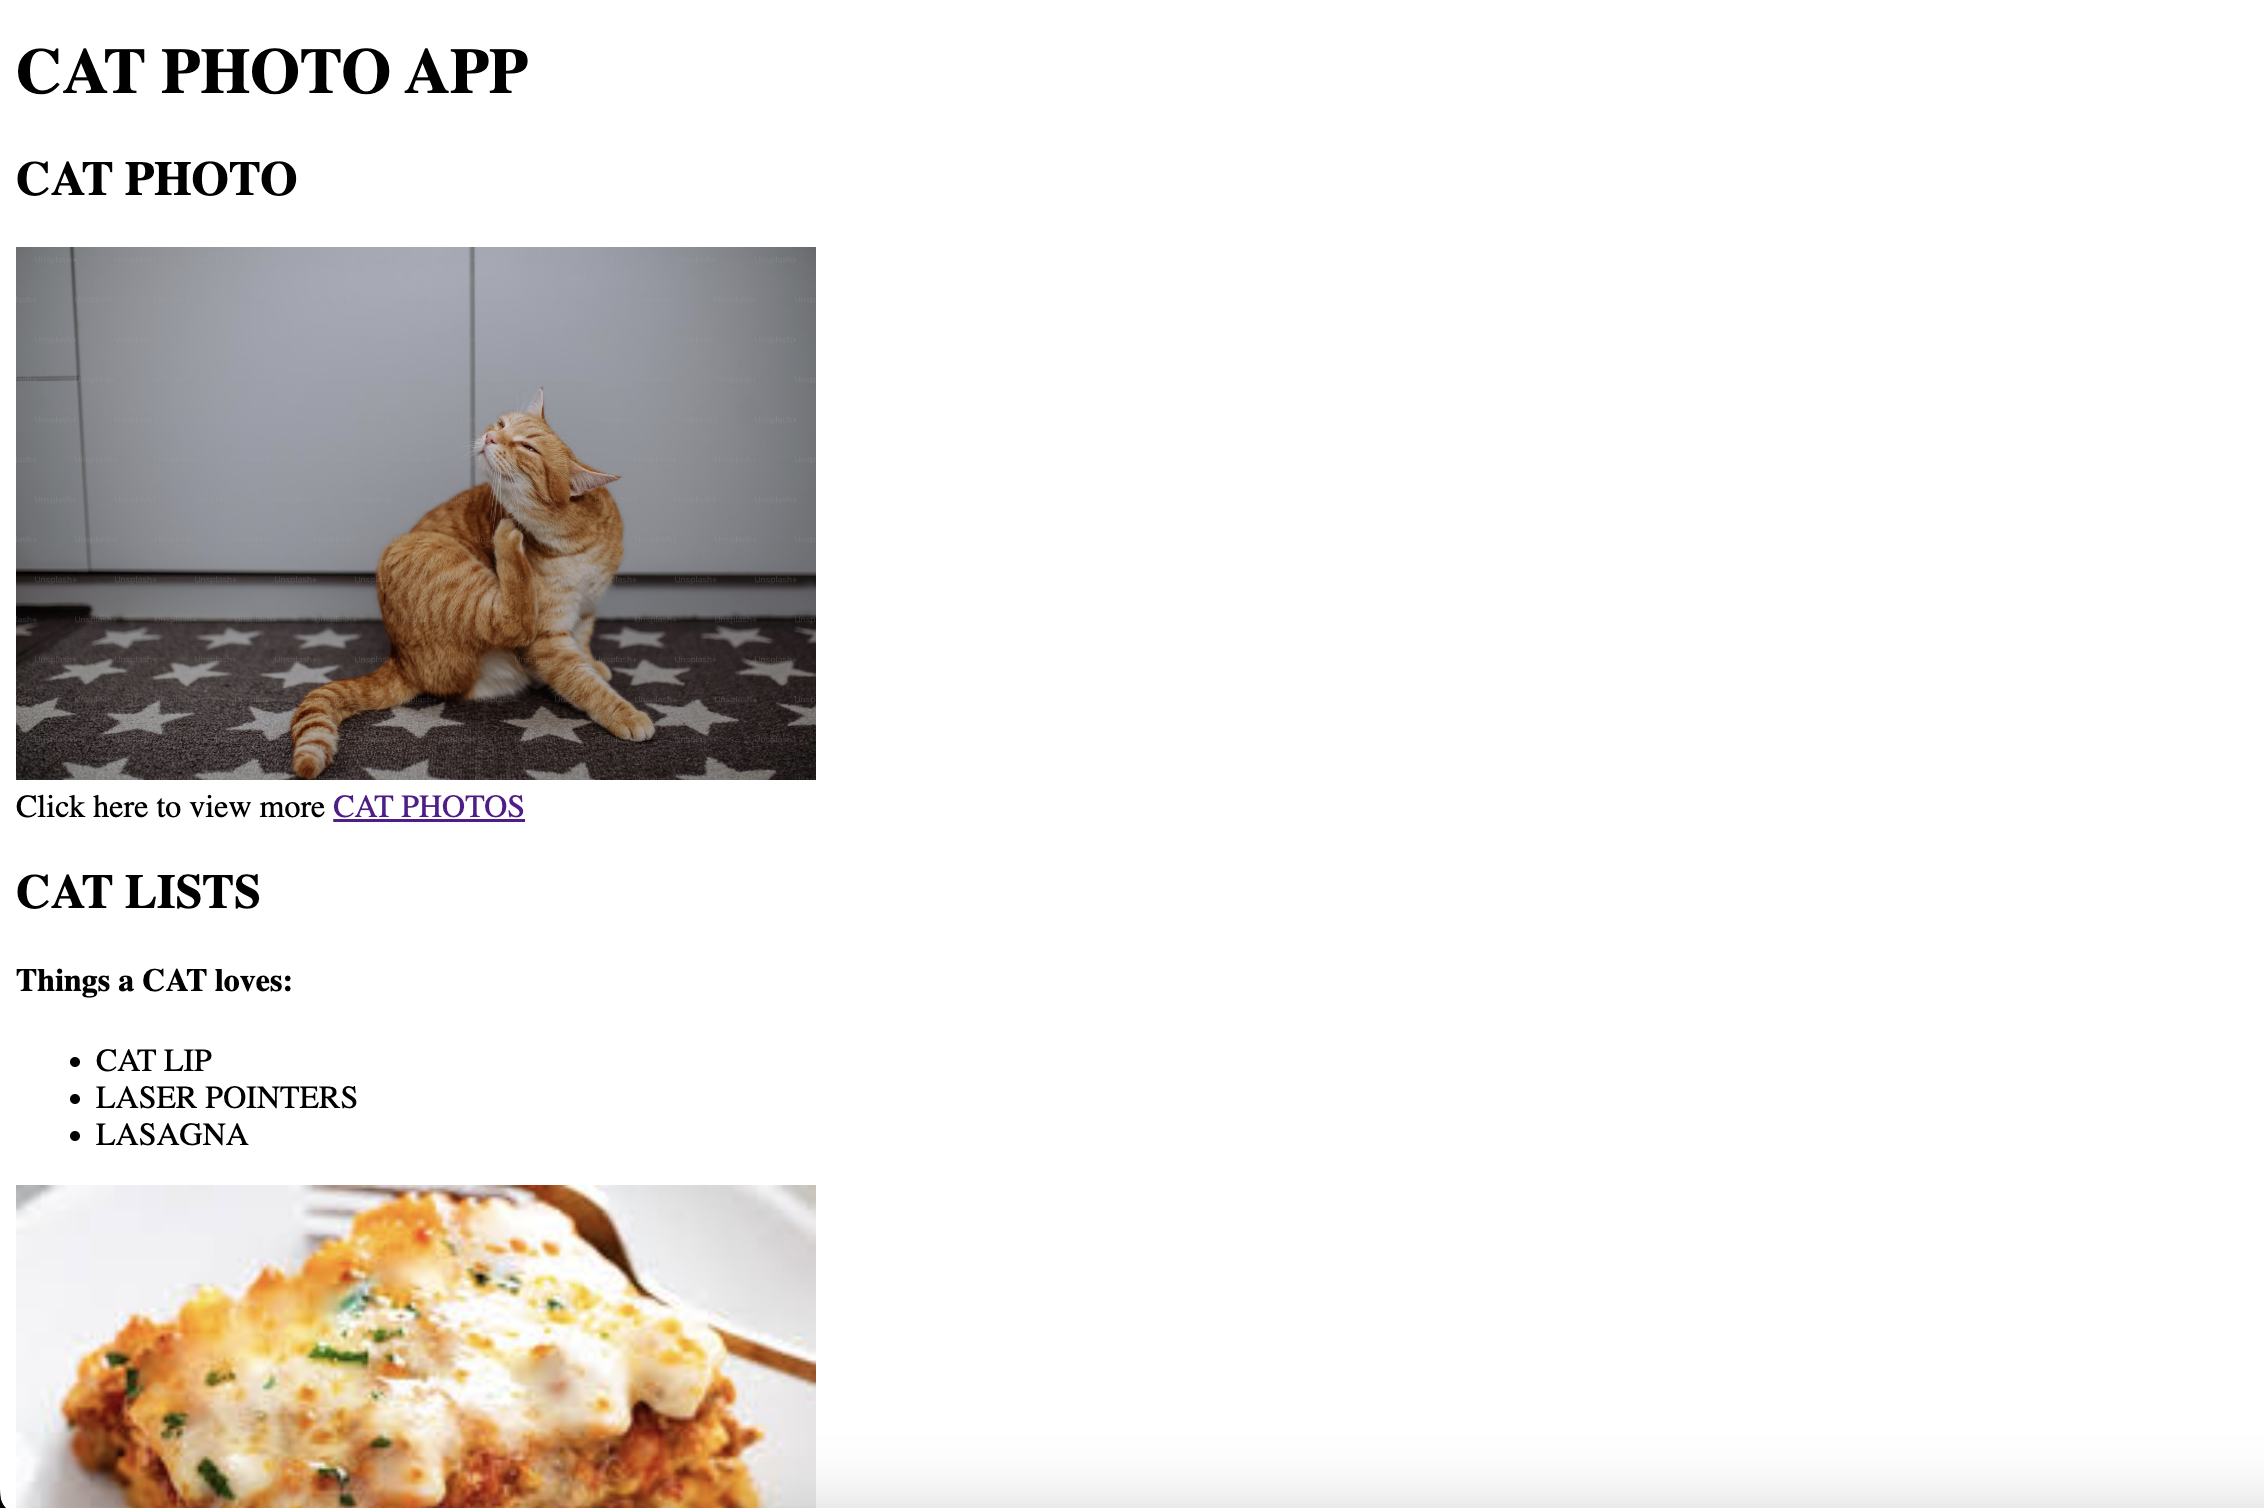 CAT PHOTO APP
CAT PHOTO
Click here to view more CAT PHOTOS
CAT LISTS
Things a CAT loves:
CAT LIP
LASER POINTERS
LASAGNA